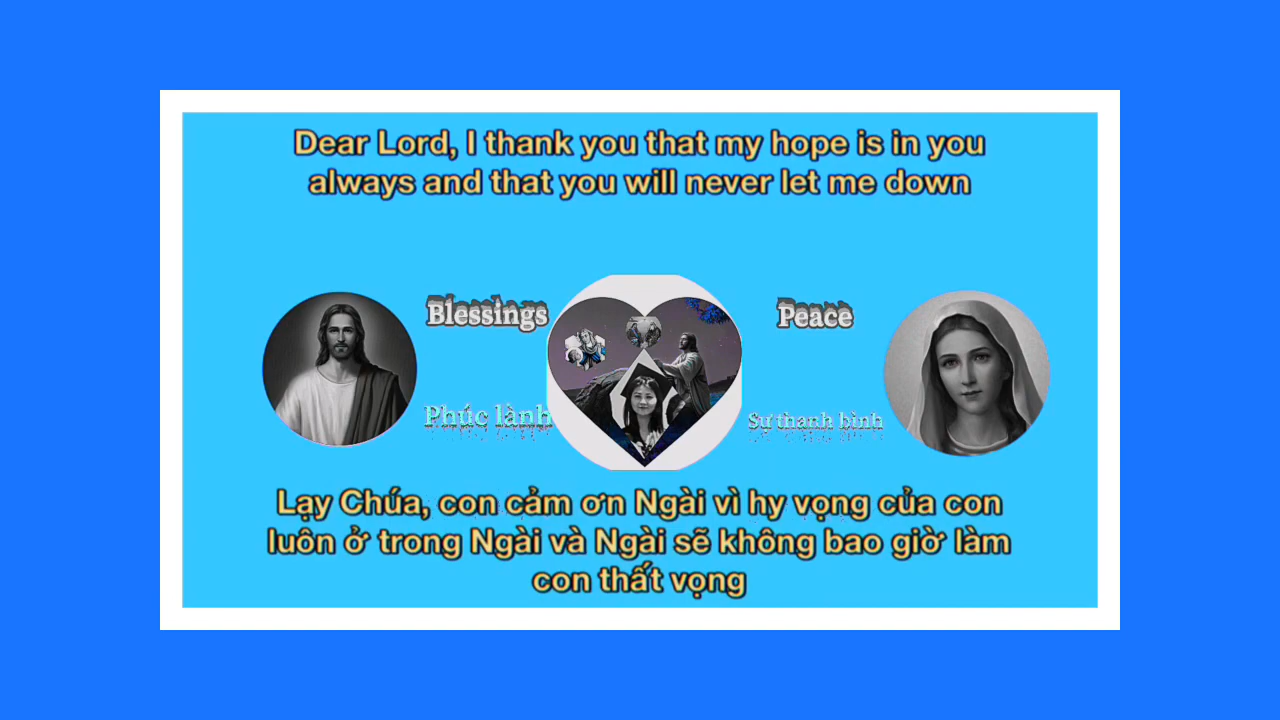 Dear Lord, I thank you that my hope is in you
always and that you will never let me down
Blessings
Peace
Phúc lành
Sự thanh bình
Lạy Chúa, con cảm ơn Ngài vì hy vọng của con
luôn ở trong Ngài và Ngài sẽ không bao giờ làm
con thất vọng